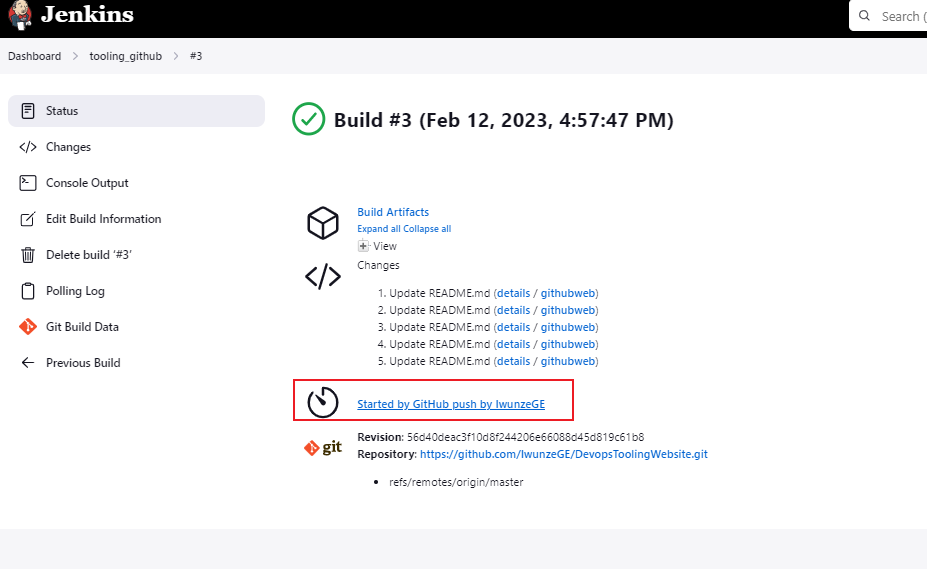 Jenkins
Search (
Dashboard > tooling_github > #3
Status
Changes
Console Output
Edit Build Information
Delete build ‘#3’
Polling Log
Git Build Data
Previous Build
Build #3 (Feb 12, 2023, 4:57:47 PM)
Build Artifacts
Expand all Collapse all
View
Changes
1. Update README.md (details / githubweb)
2. Update README.md (details / githubweb)
3. Update README.md (details / githubweb)
4. Update README.md (details / githubweb)
5. Update README.md (details / githubweb)
Started by GitHub push by IwunzeGE
git
Revision: 56d40deac3f10d8f244206e66088d45d819c61b8
Repository: https://github.com/IwunzeGE/DevopsToolingWebsite.git
• refs/remotes/origin/master